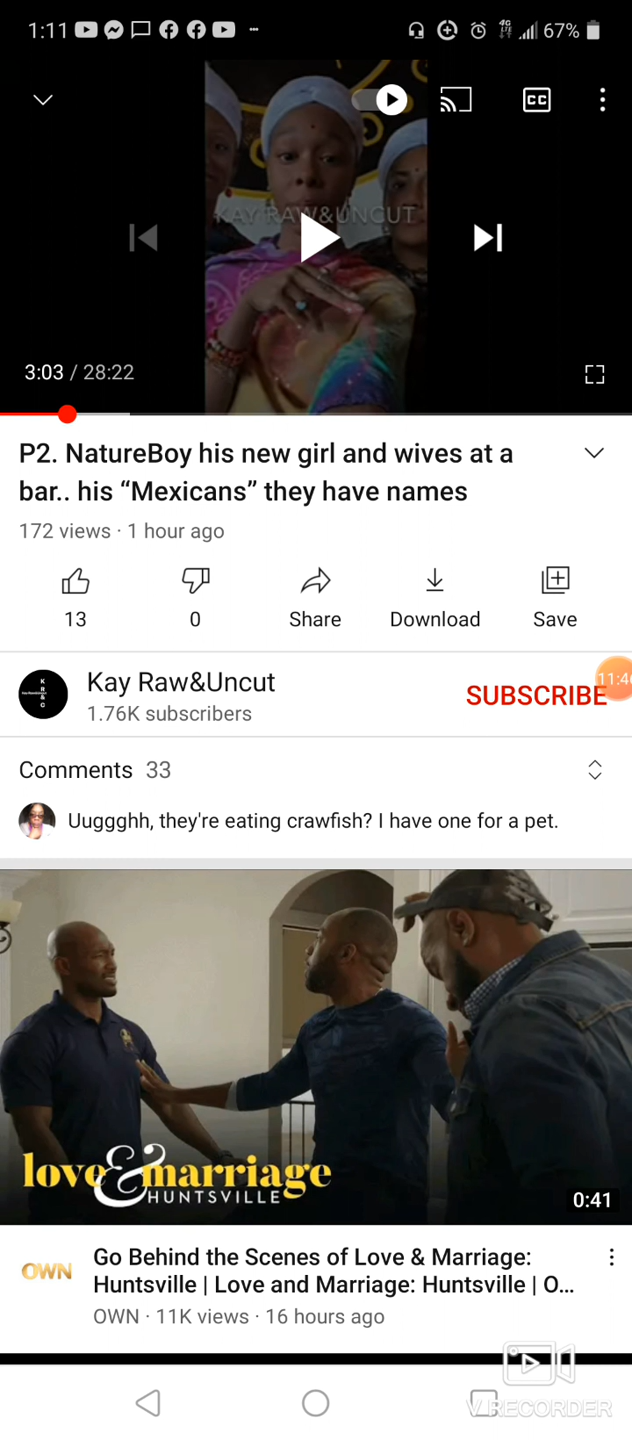 1:11
4G
67%
CC
KAY RAW&UNCUT
3:03 / 28:22
P2. NatureBoy his new girl and wives at a
bar.. his “Mexicans” they have names
172 views · 1 hour ago
13
0
Share
Download
Save
Kay Raw&Uncut
1.76K subscribers
SUBSCRIBE
11:46
Comments 33
Uuggghh, they're eating crawfish? I have one for a pet.
love & marriage
HUNTSVILLE
0:41
OWN
Go Behind the Scenes of Love & Marriage:
Huntsville | Love and Marriage: Huntsville | O...
OWN · 11K views · 16 hours ago
V RECORDER